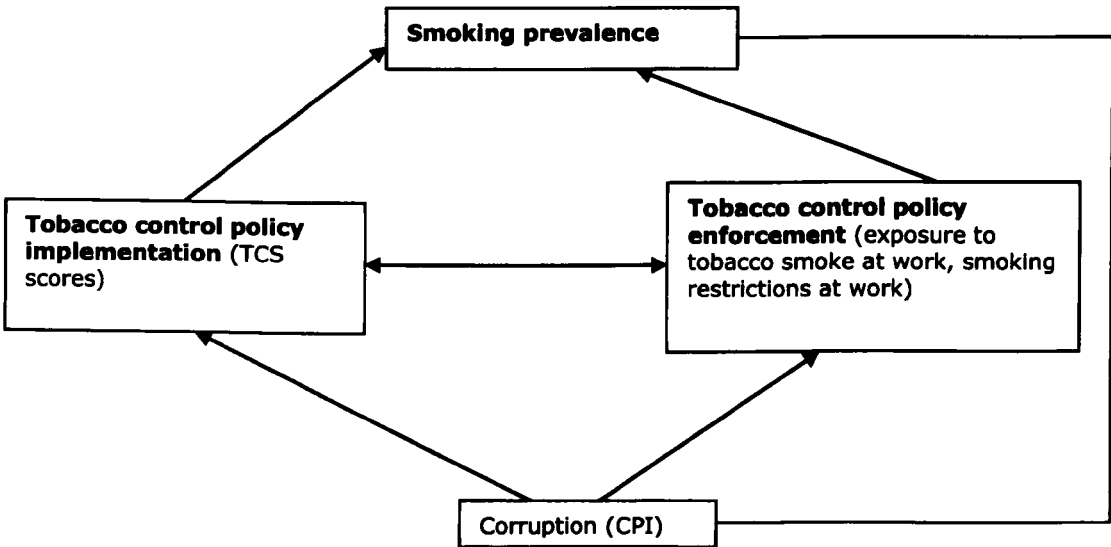 Smoking prevalence
Tobacco control policy
implementation (TCS
scores)
Tobacco control policy
enforcement (exposure to
tobacco smoke at work, smoking
restrictions at work)
Corruption (CPI)